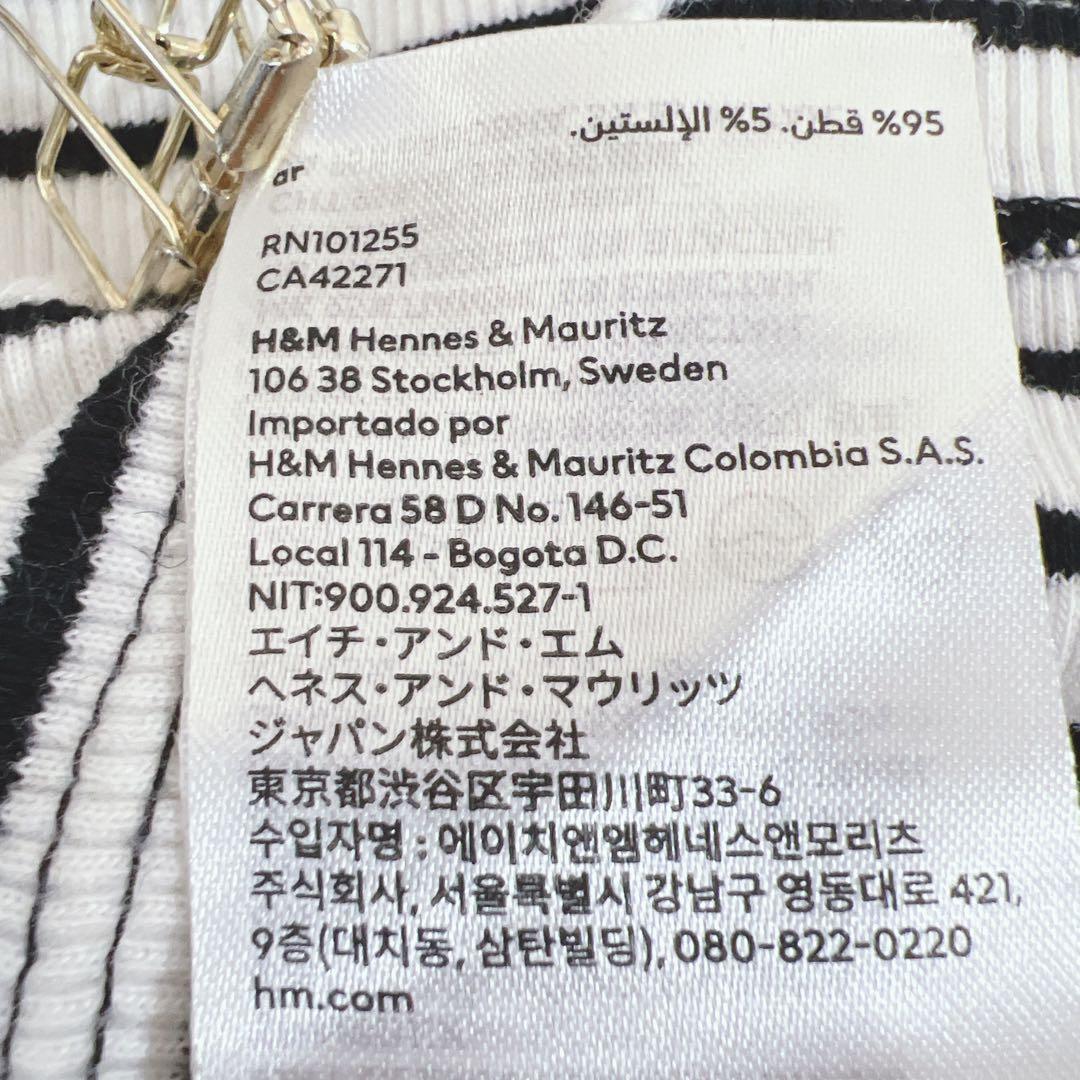 95% قطن. 5% الإلستين.
ar
RN101255
CA42271
H&M Hennes & Mauritz
106 38 Stockholm, Sweden
Importado por
H&M Hennes & Mauritz Colombia S.A.S.
Carrera 58 D No. 146-51
Local 114 - Bogota D.C.
NIT:900.924.527-1
エイチ・アンド・エム
ヘネス・アンド・マウリッツ
ジャパン株式会社
東京都渋谷区宇田川町33-6
수입자명 : 에이치앤엠헤네스앤모리츠
주식회사, 서울특별시 강남구 영동대로 421,
9층(대치동, 삼탄빌딩), 080-822-0220
hm.com